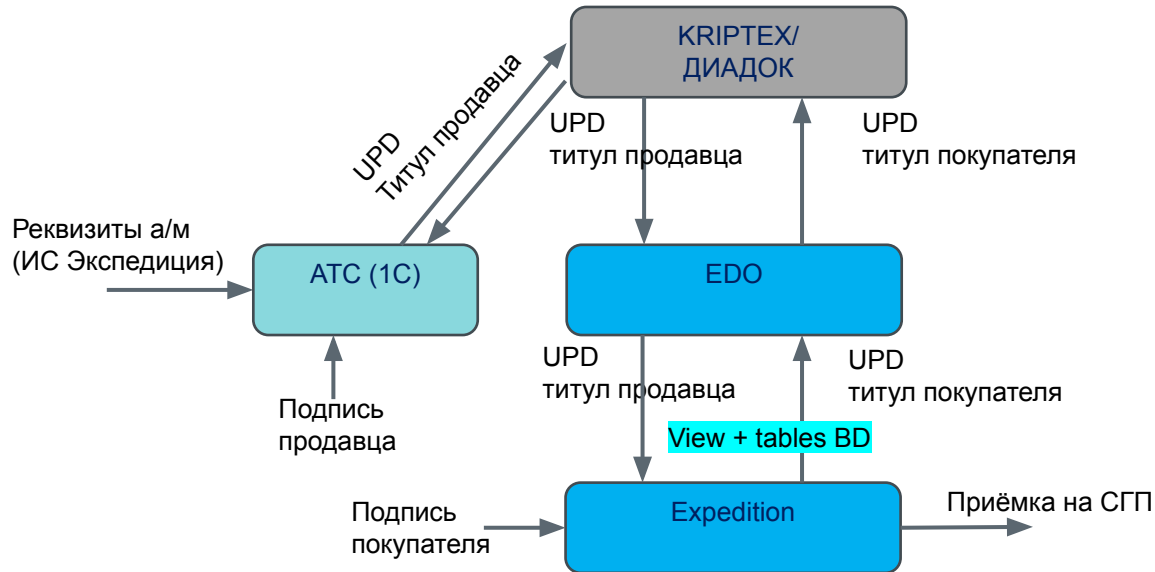 KRIPTEX/
ДИАДОК
UPD
Титул продавца
UPD
титул продавца
UPD
титул покупателя
Реквизиты а/м
(ИС Экспедиция)
АТС (1С)
EDO
UPD
титул продавца
UPD
титул покупателя
Подпись
продавца
View + tables BD
Подпись
покупателя
Expedition
Приёмка на СГП